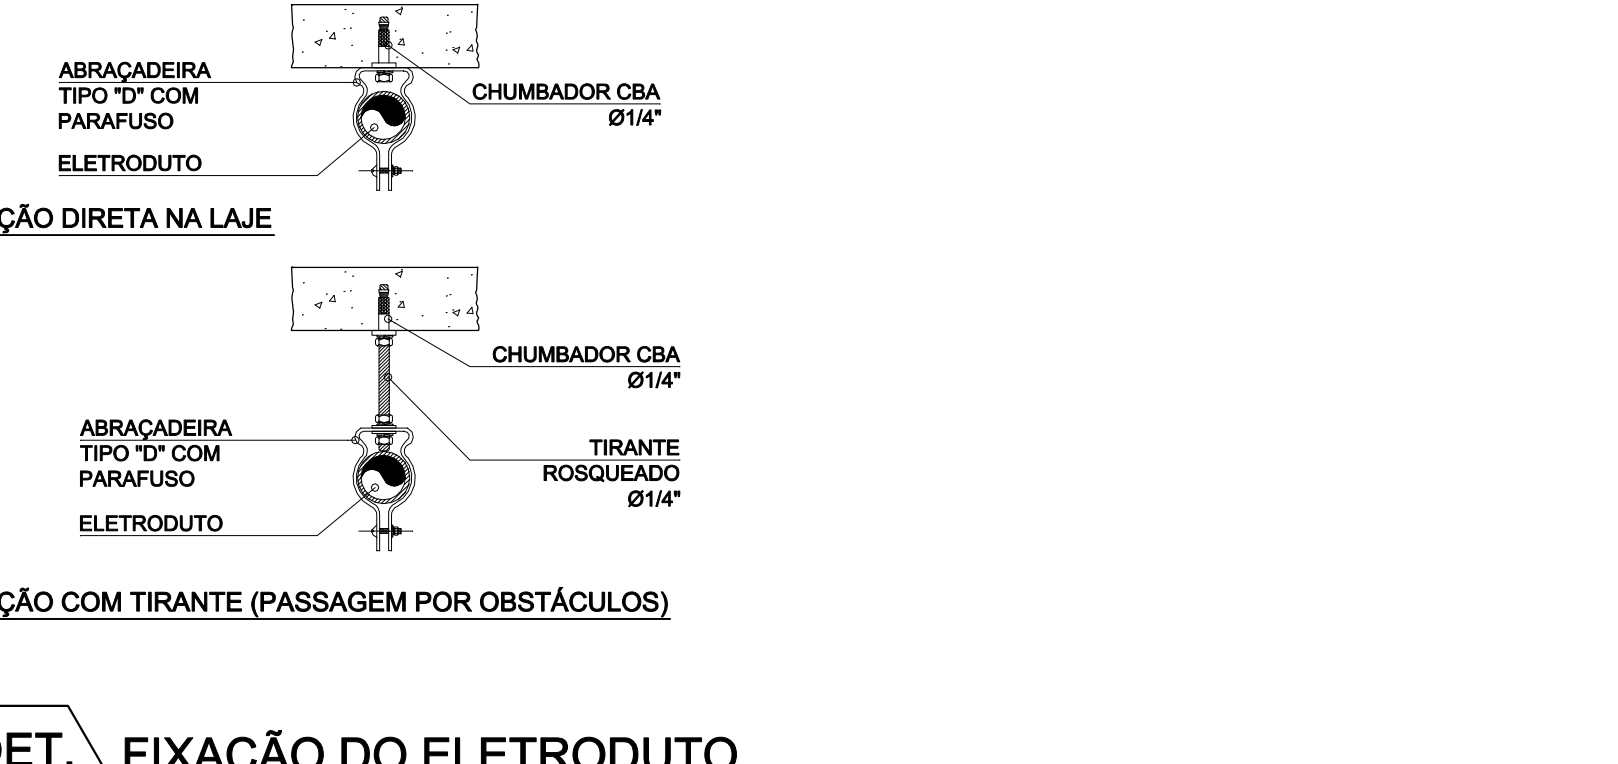 ABRAÇADEIRA
TIPO "D" COM
PARAFUSO
ELETRODUTO
CHUMBADOR CBA
Ø1/4"
ÇÃO DIRETA NA LAJE
CHUMBADOR CBA
Ø1/4"
ABRAÇADEIRA
TIPO "D" COM
PARAFUSO
ELETRODUTO
TIRANTE
ROSQUEADO
Ø1/4"
ÇÃO COM TIRANTE (PASSAGEM POR OBSTÁCULOS)
DET.
FIXAÇÃO DO ELETRODUTO